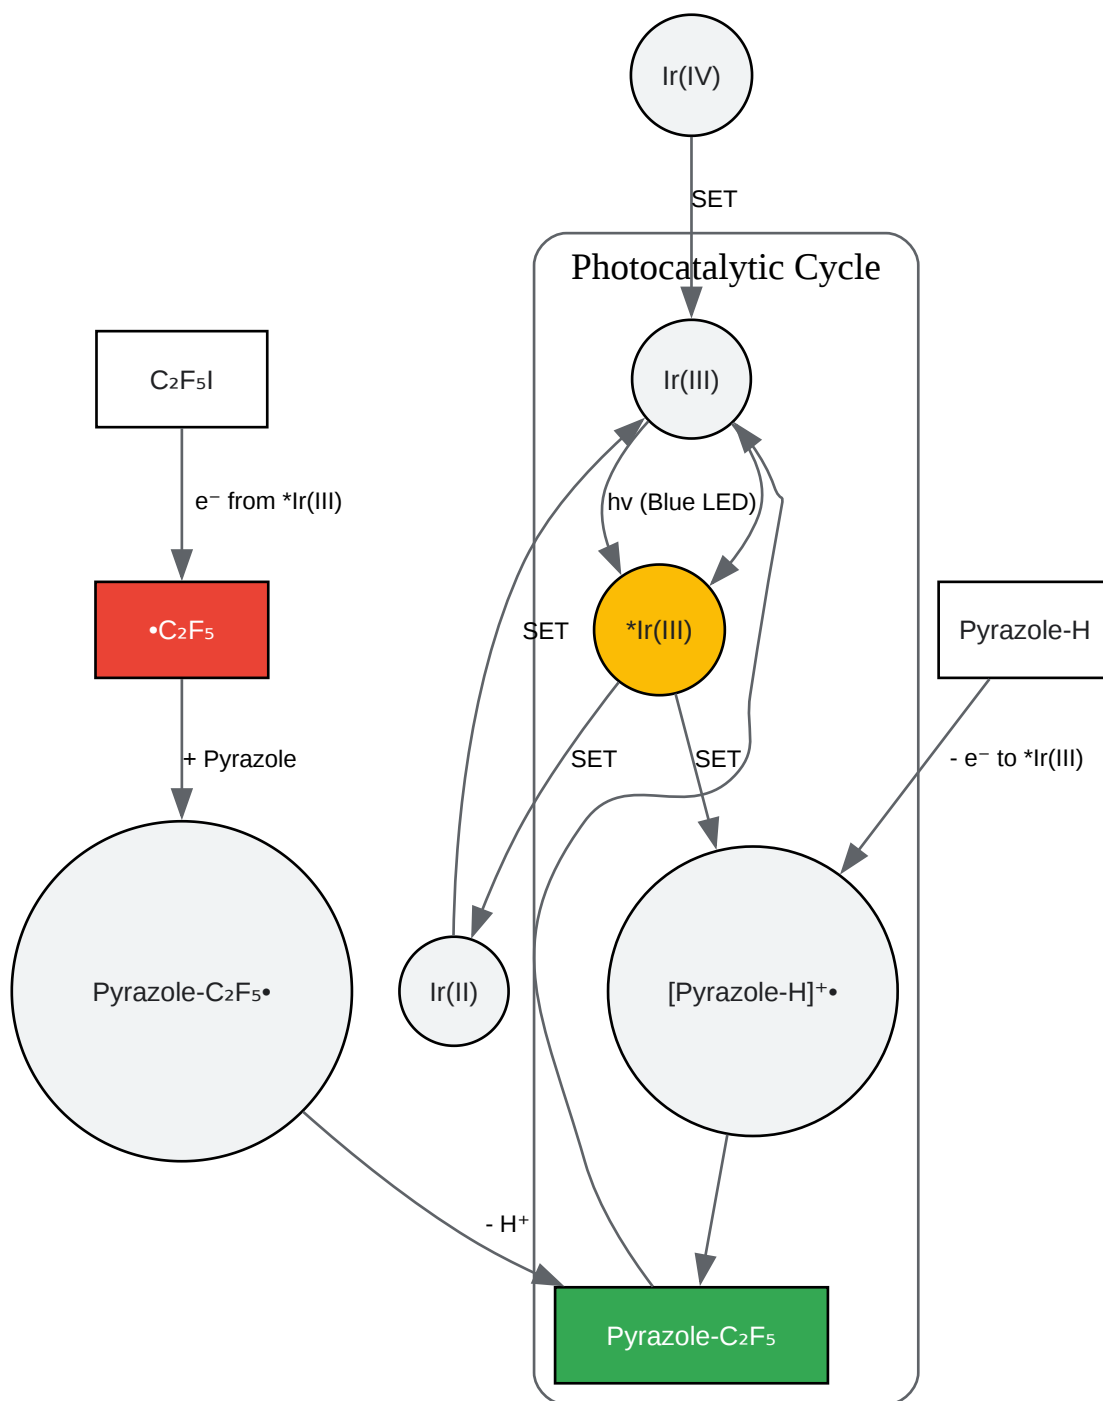 Ir(IV)
SET
Photocatalytic Cycle
Ir(III)
C₂F₅I
e⁻ from *Ir(III)
hv (Blue LED)
•C₂F₅
SET
*Ir(III)
Pyrazole-H
+ Pyrazole
SET
SET
- e⁻ to *Ir(III)
Pyrazole-C₂F₅•
Ir(II)
[Pyrazole-H]⁺•
- H⁺
Pyrazole-C₂F₅